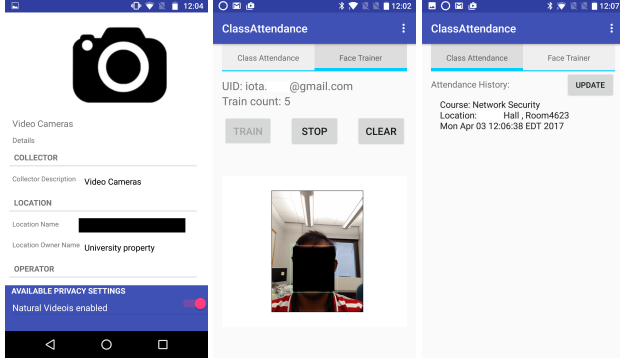 12:04
Video Cameras
Details
COLLECTOR
Collector Description Video Cameras
LOCATION
Location Name
Location Owner Name University property
OPERATOR
AVAILABLE PRIVACY SETTINGS
Natural Videois enabled
12:02
ClassAttendance
Class Attendance Face Trainer
UID: iota. @gmail.com
Train count: 5
TRAIN STOP CLEAR
12:07
ClassAttendance
Class Attendance Face Trainer
Attendance History: UPDATE
Course: Network Security
Location: Hall , Room4623
Mon Apr 03 12:06:38 EDT 2017